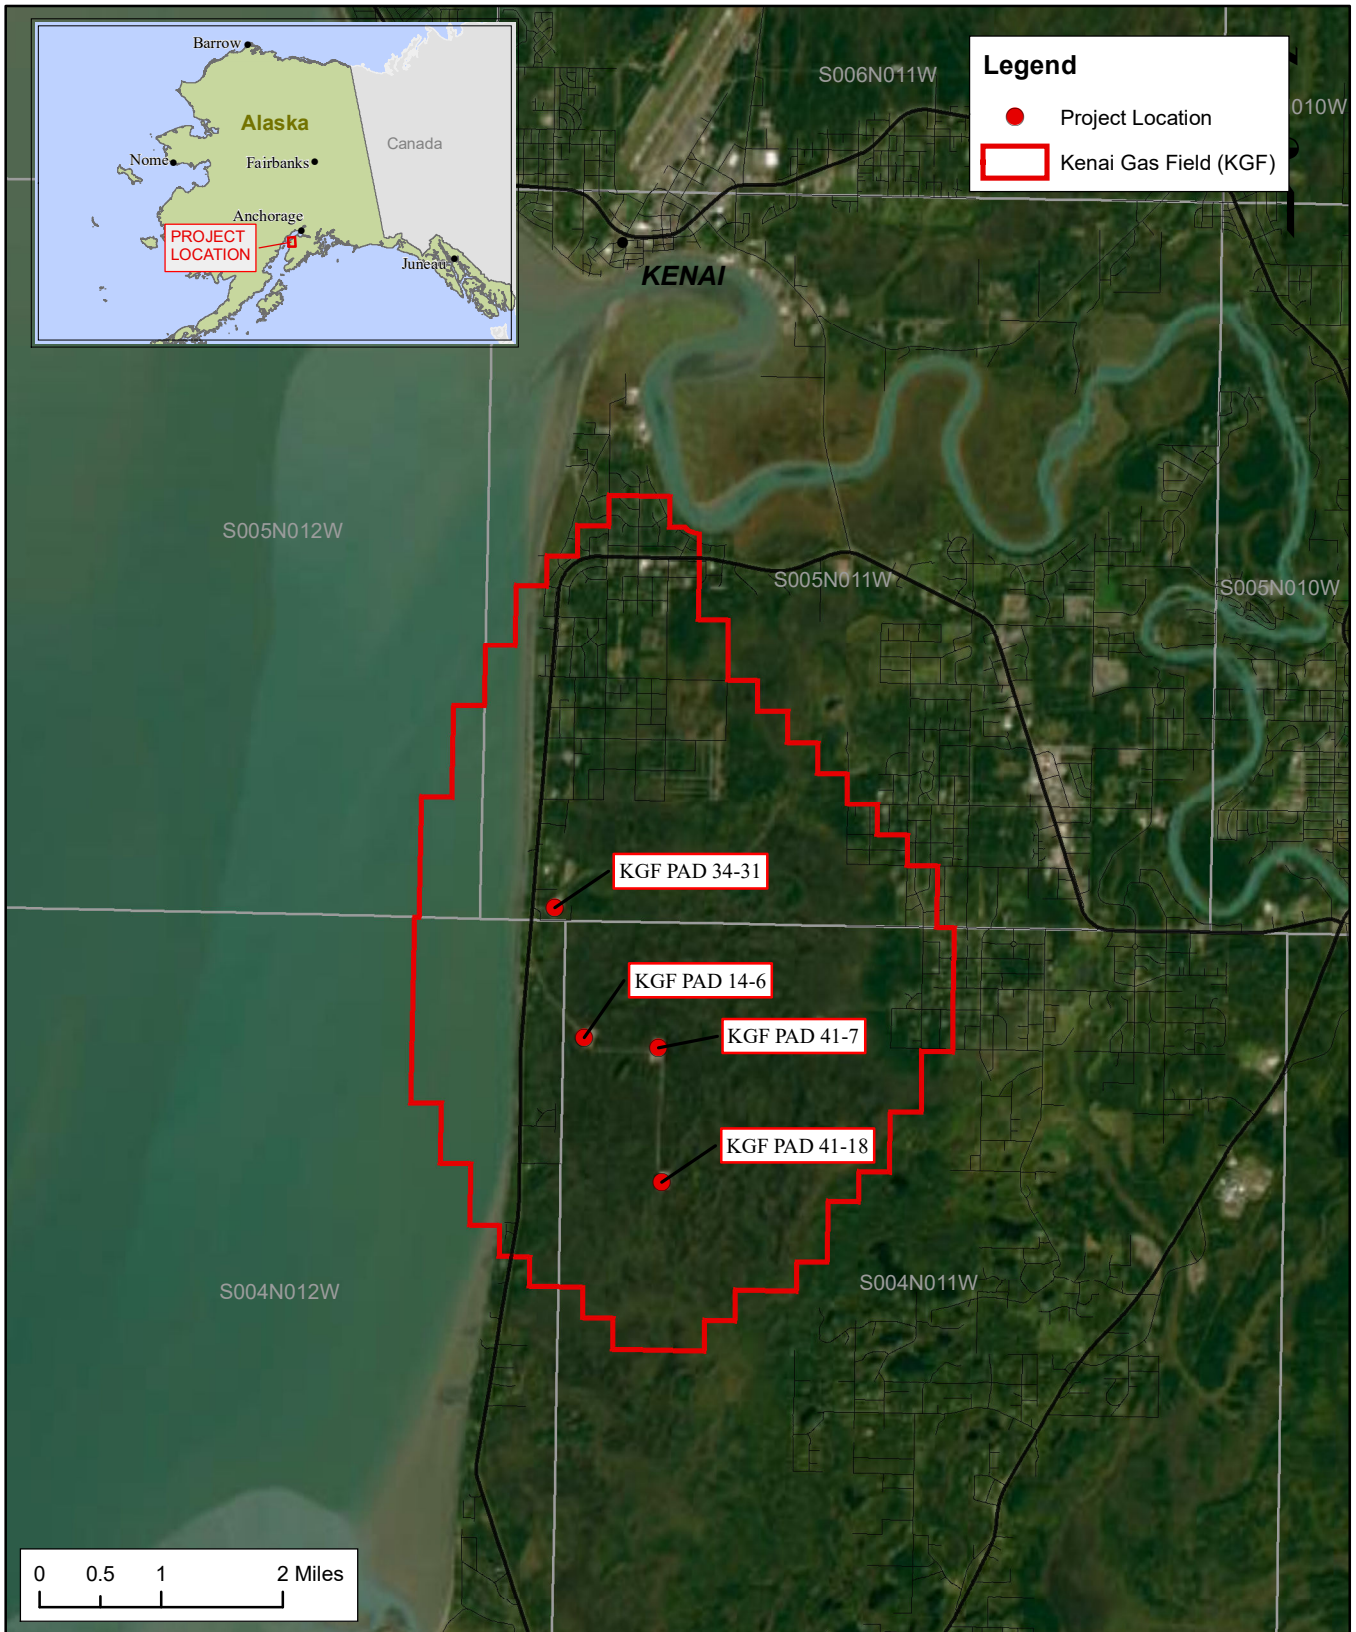 Barrow
Alaska
Canada
Nome
Fairbanks
Anchorage
PROJECT
LOCATION
Juneau
S006N011W
Legend
Project Location
Kenai Gas Field (KGF)
010W
KENAI
S005N012W
S005N011W
S005N010W
KGF PAD 34-31
KGF PAD 14-6
KGF PAD 41-7
KGF PAD 41-18
S004N012W
S004N011W
0 0.5 1 2 Miles